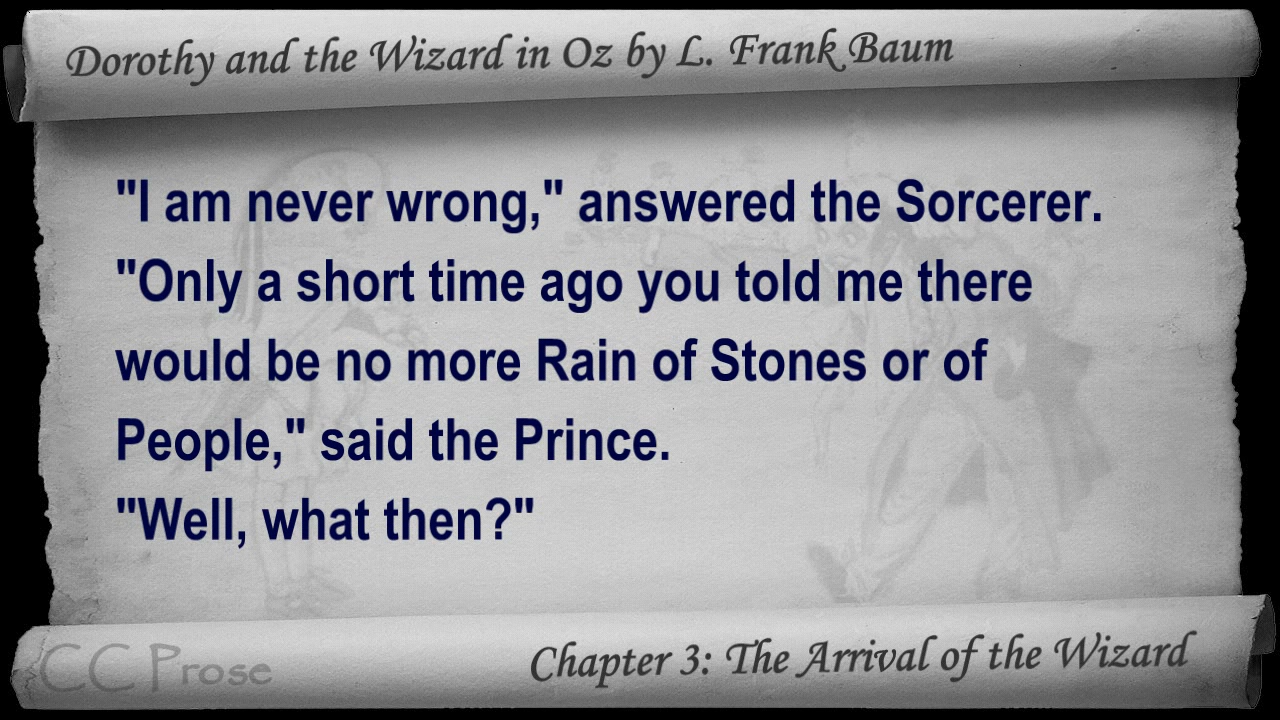 Dorothy and the Wizard in Oz by L. Frank Baum
"I am never wrong," answered the Sorcerer.
"Only a short time ago you told me there
would be no more Rain of Stones or of
People," said the Prince.
"Well, what then?"
CC Prose
Chapter 3: The Arrival of the Wizard